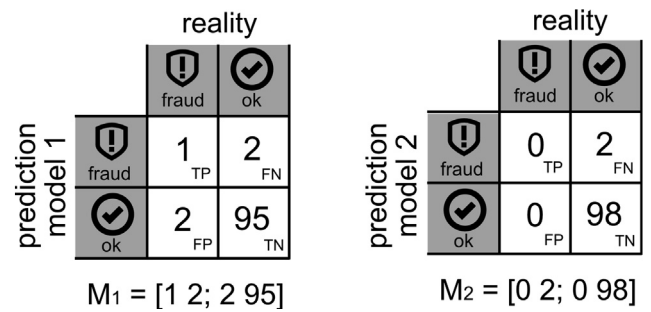 reality
fraud ok
prediction
model 1
fraud 1 TP 2 FN
ok 2 FP 95 TN
M1 = [1 2; 2 95]
reality
fraud ok
prediction
model 2
fraud 0 TP 2 FN
ok 0 FP 98 TN
M2 = [0 2; 0 98]